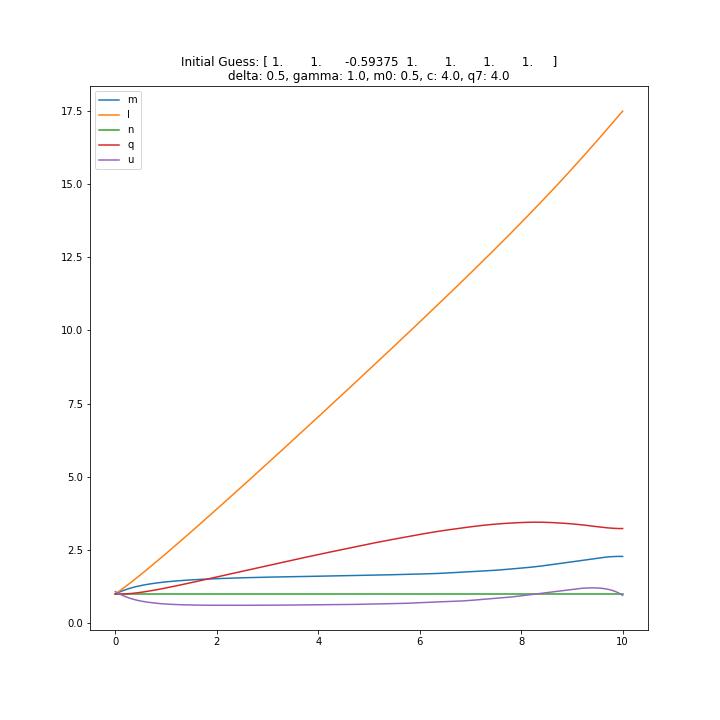 Initial Guess: [ 1. 1. -0.59375 1. 1. 1. 1. ]
delta: 0.5, gamma: 1.0, m0: 0.5, c: 4.0, q7: 4.0
m
l
n
q
u
17.5
15.0
12.5
10.0
7.5
5.0
2.5
0.0
0 2 4 6 8 10